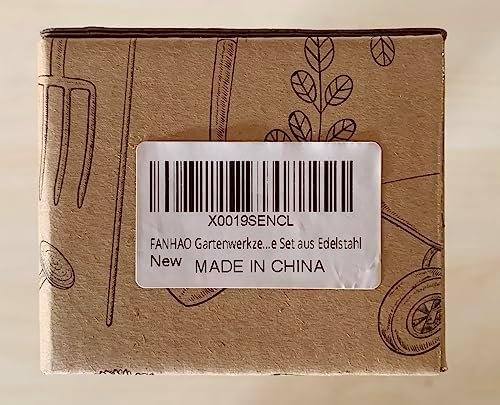 X0019SENCL
FANHAO Gartenwerkze...e Set aus Edelstahl
New MADE IN CHINA